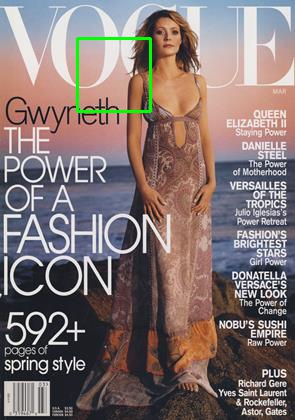 VOGUE
MAR
Gwyneth
THE
POWER
OF A
FASHION
ICON
592+
pages of
spring style
QUEEN
ELIZABETH II
Staying Power
DANIELLE
STEEL
The Power
of Motherhood
VERSAILLES
OF THE
TROPICS
Julio Iglesias's
Power Retreat
FASHION'S
BRIGHTEST
STARS
Girl Power
DONATELLA
VERSACE'S
NEW LOOK
The Power of
Change
NOBU'S SUSHI
EMPIRE
Raw Power
PLUS
Richard Gere
Yves Saint Laurent
& Rockefeller,
Astor, Gates